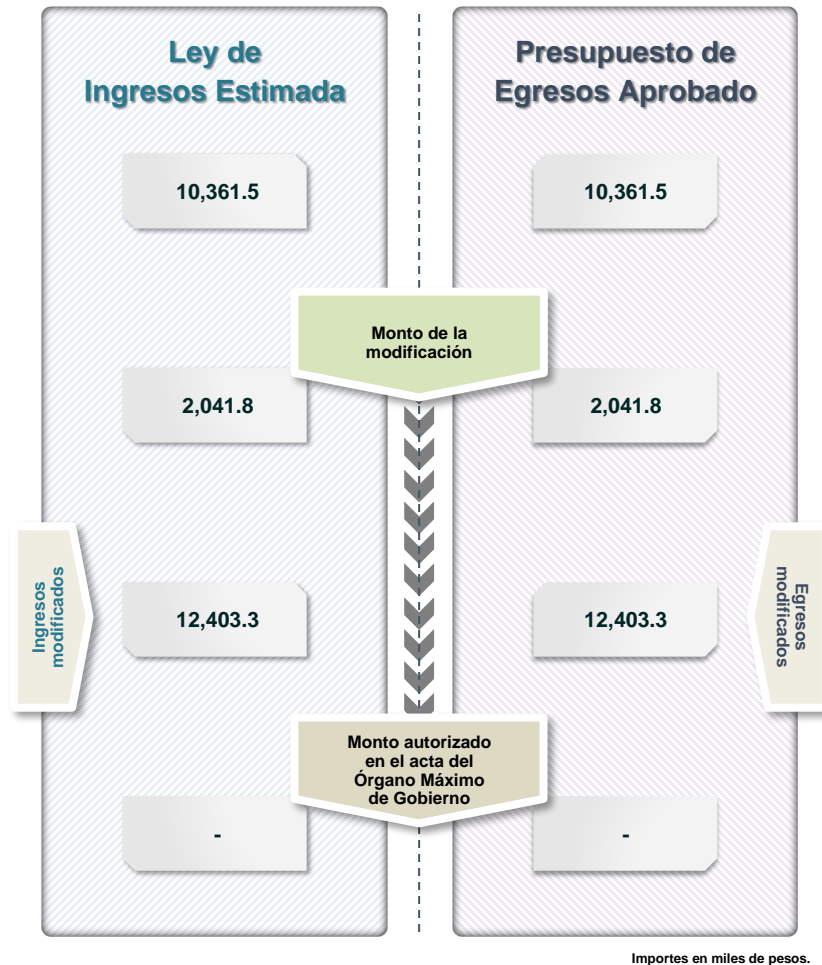 Ley de
Ingresos Estimada
Presupuesto de
Egresos Aprobado
10,361.5
10,361.5
Monto de la
modificación
2,041.8
2,041.8
Ingresos
modificados
12,403.3
12,403.3
Egresos
modificados
Monto autorizado
en el acta del
Órgano Máximo
de Gobierno
-
-
Importes en miles de pesos.